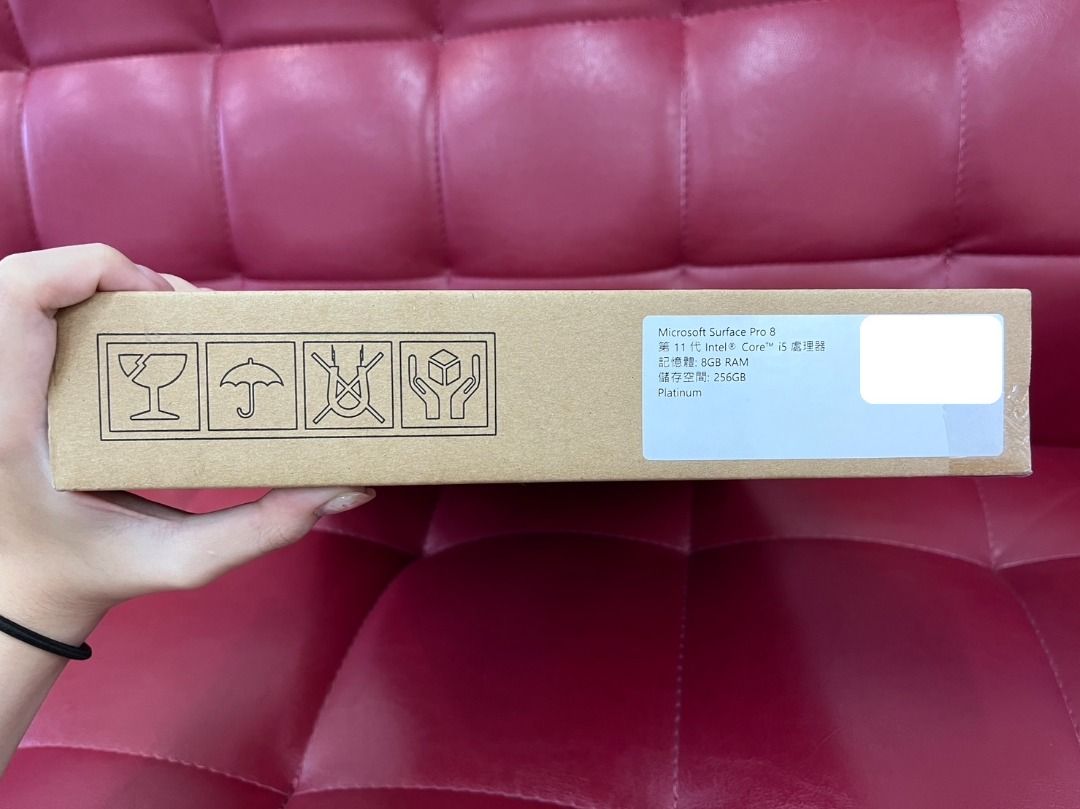 Microsoft Surface Pro 8
第 11 代 Intel® Core™ i5 處理器
記憶體: 8GB RAM
儲存空間: 256GB
Platinum